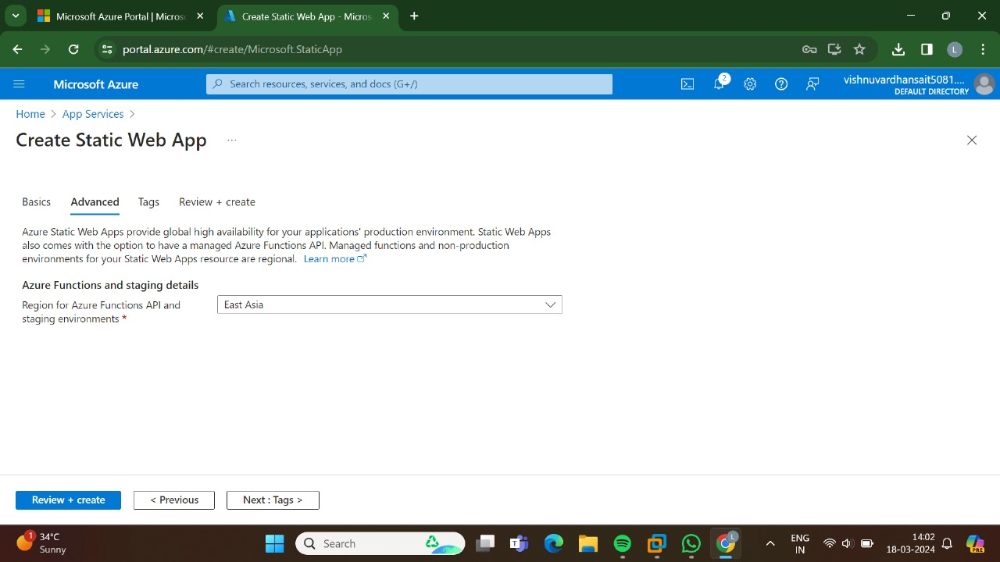 Microsoft Azure Portal | Micros
Create Static Web App - Micros
portal.azure.com/#create/Microsoft.StaticApp
L
Microsoft Azure
Search resources, services, and docs (G+/)
2
vishnuvardhansait5081....
DEFAULT DIRECTORY
Home > App Services >
Create Static Web App ...
Basics Advanced Tags Review + create
Azure Static Web Apps provide global high availability for your applications' production environment. Static Web Apps
also comes with the option to have a managed Azure Functions API. Managed functions and non-production
environments for your Static Web Apps resource are regional. Learn more
Azure Functions and staging details
Region for Azure Functions API and
staging environments *
East Asia
Review + create
< Previous
Next : Tags >
1
34°C
Sunny
Search
L
ENG
IN
14:02
18-03-2024
PRE